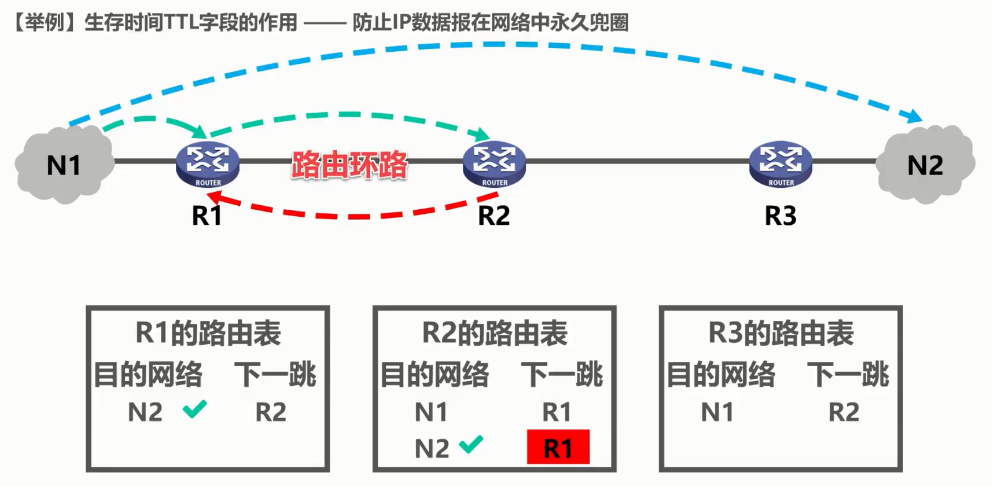 【举例】生存时间TTL字段的作用 —— 防止IP数据报在网络中永久兜圈
N1
ROUTER
路由环路
ROUTER
ROUTER
N2
R1
R2
R3
R1的路由表
目的网络 下一跳
N2 R2
R2的路由表
目的网络 下一跳
N1 R1
N2 R1
R3的路由表
目的网络 下一跳
N1 R2